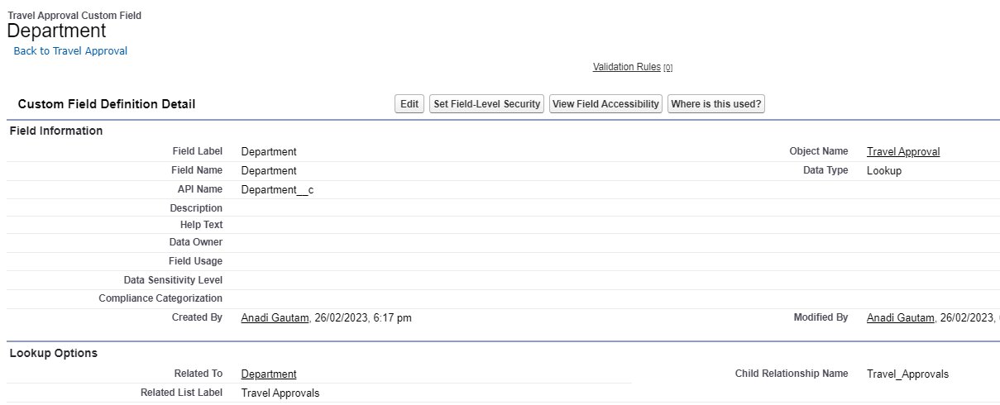 Travel Approval Custom Field
Department
Back to Travel Approval
Validation Rules [0]
Custom Field Definition Detail Edit Set Field-Level Security View Field Accessibility Where is this used?
Field Information
Field Label Department Object Name Travel Approval
Field Name Department Data Type Lookup
API Name Department__c
Description
Help Text
Data Owner
Field Usage
Data Sensitivity Level
Compliance Categorization
Created By Anadi Gautam, 26/02/2023, 6:17 pm Modified By Anadi Gautam, 26/02/2023,
Lookup Options
Related To Department Child Relationship Name Travel_Approvals
Related List Label Travel Approvals